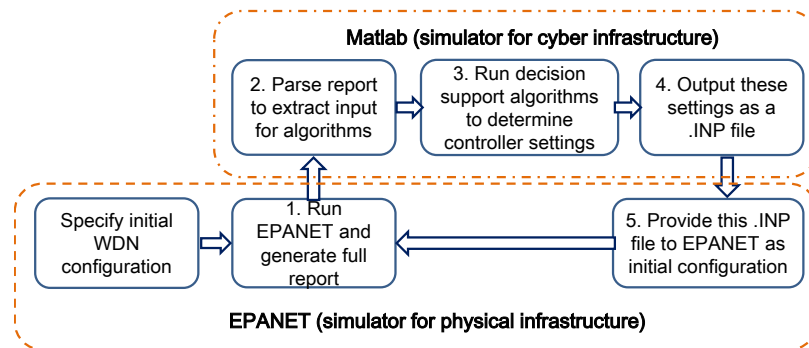 Matlab (simulator for cyber infrastructure)
2. Parse report
to extract input
for algorithms
3. Run decision
support algorithms
to determine
controller settings
4. Output these
settings as a
.INP file
Specify initial
WDN
configuration
1. Run
EPANET and
generate full
report
5. Provide this .INP
file to EPANET as
initial configuration
EPANET (simulator for physical infrastructure)